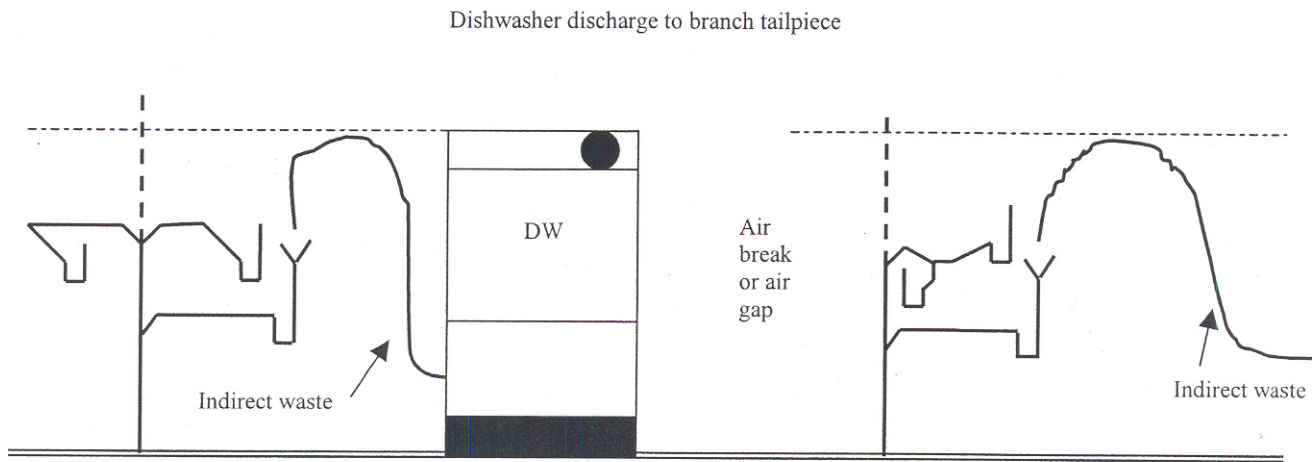 Dishwasher discharge to branch tailpiece
DW
Indirect waste
Air
break
or air
gap
Indirect waste